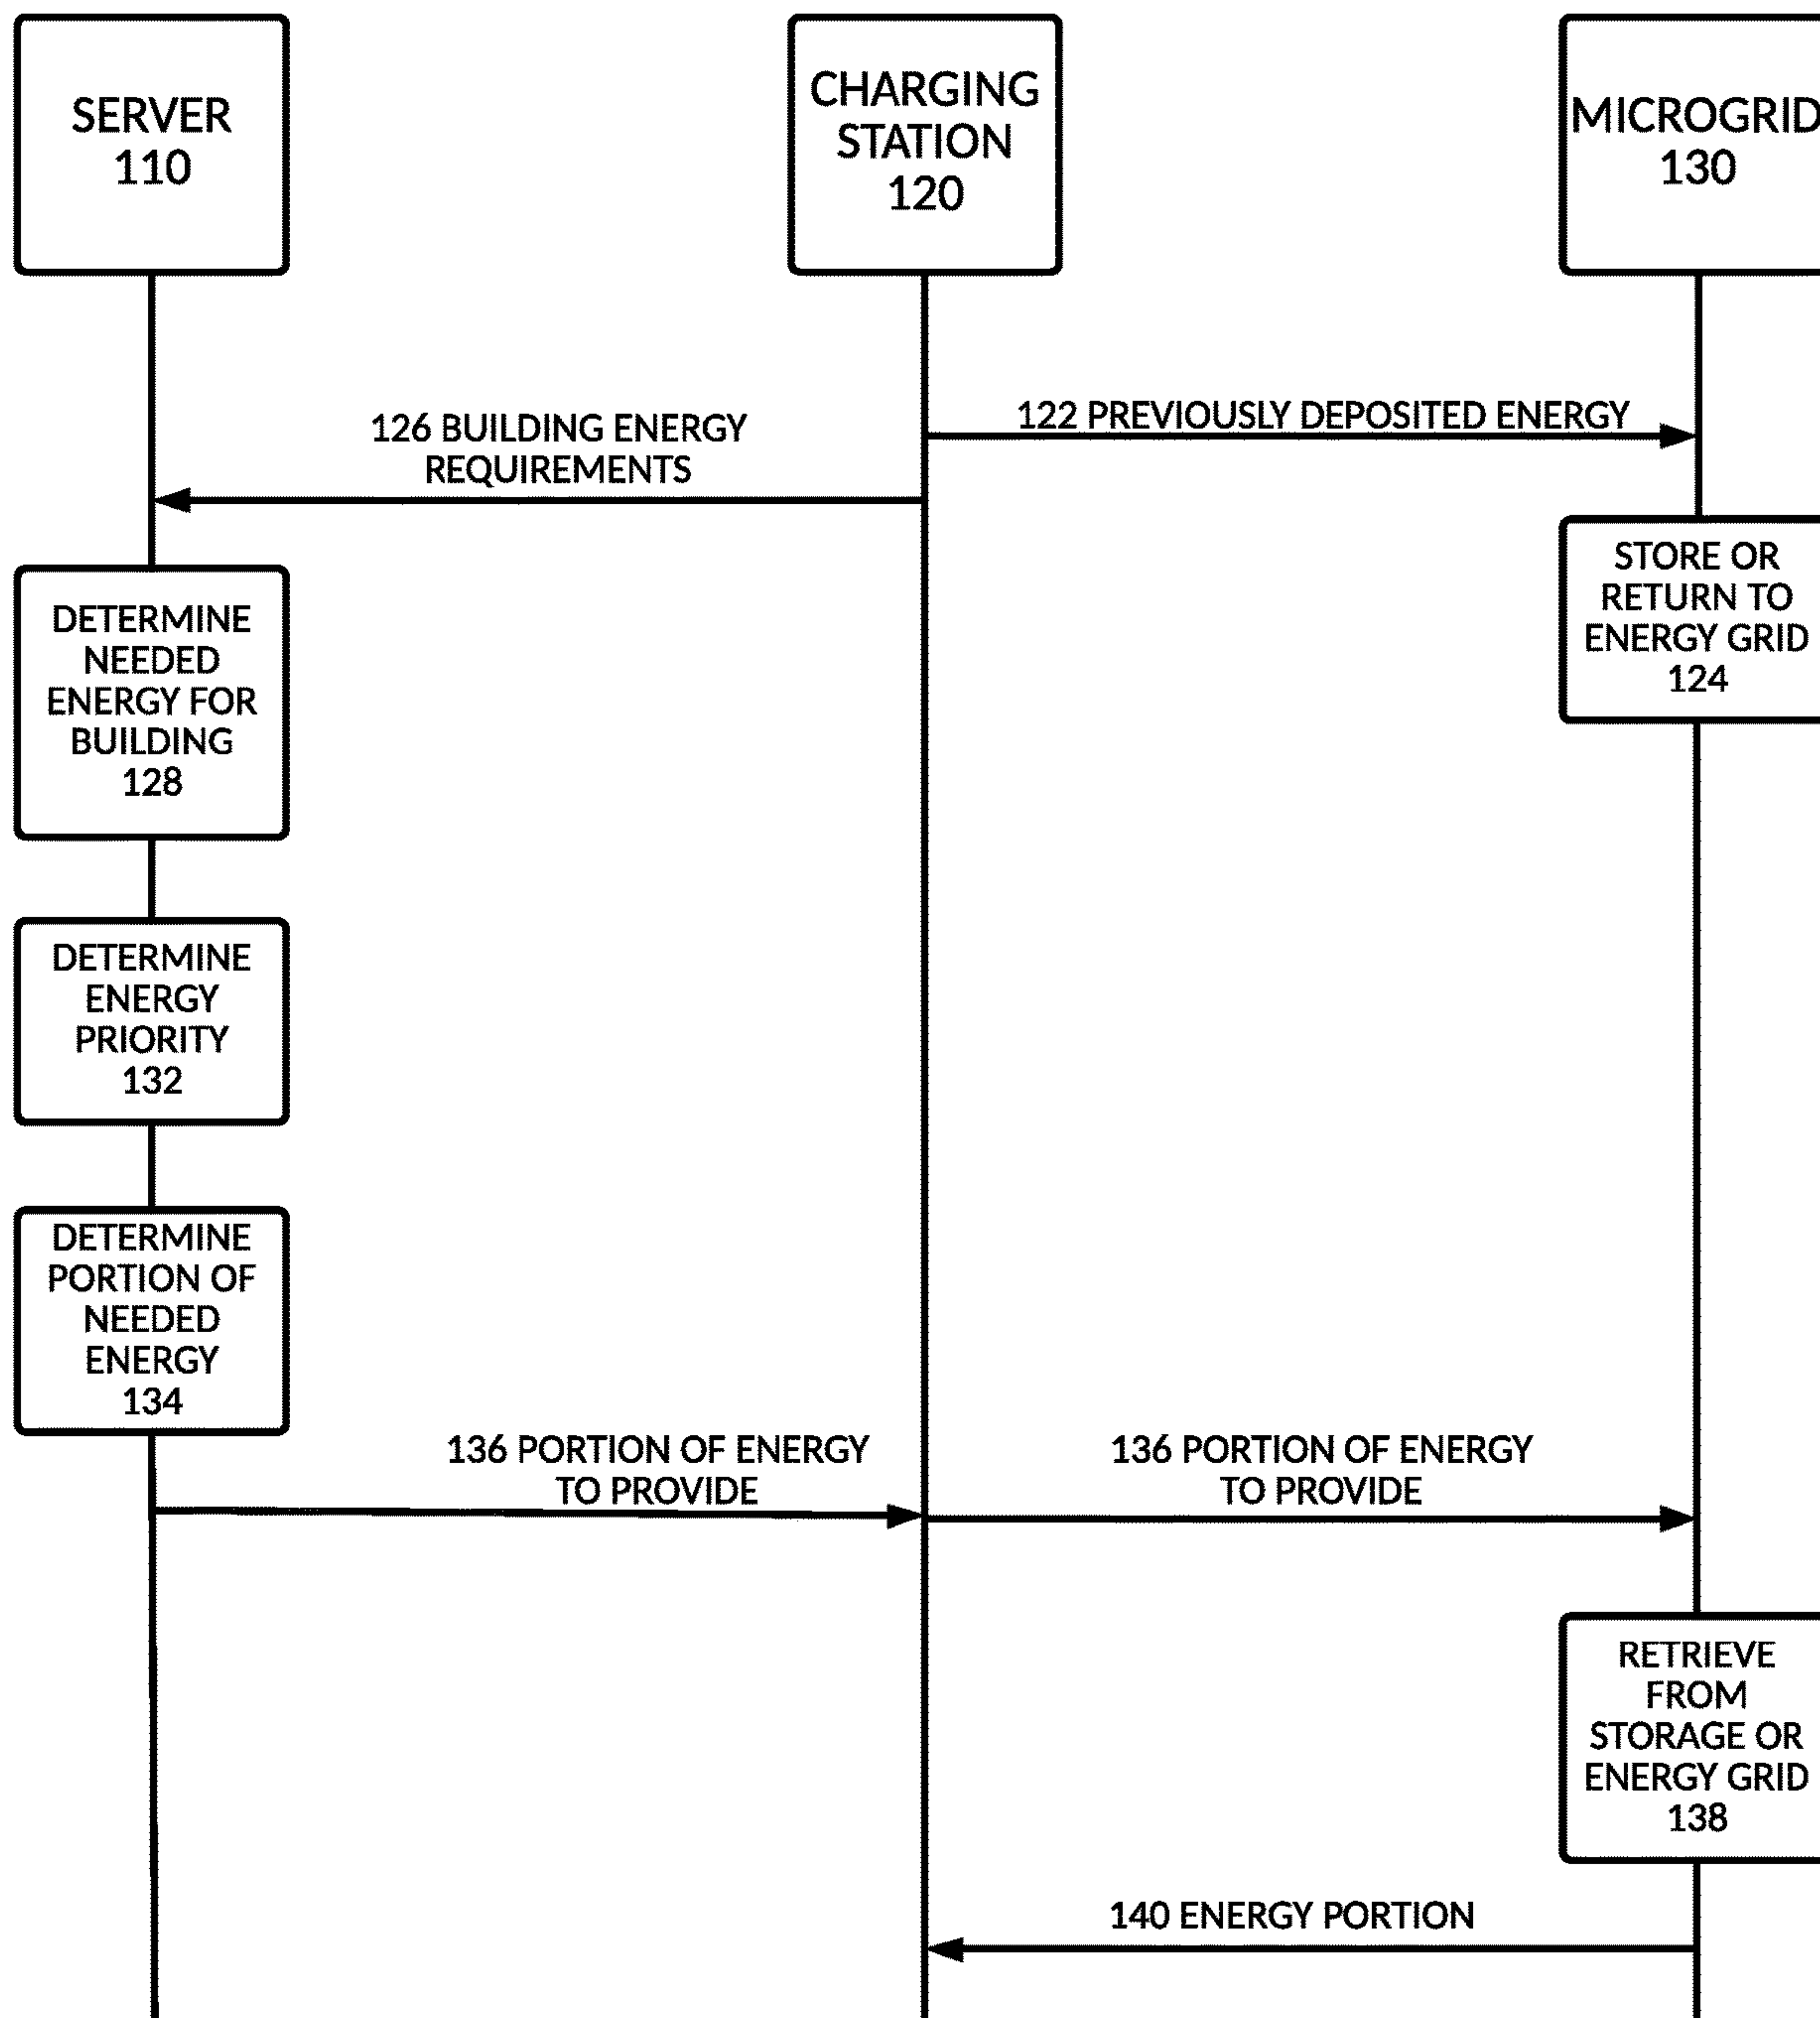 SERVER
110
CHARGING
STATION
120
MICROGRID
130
122 PREVIOUSLY DEPOSITED ENERGY
126 BUILDING ENERGY
REQUIREMENTS
STORE OR
RETURN TO
ENERGY GRID
124
DETERMINE
NEEDED
ENERGY FOR
BUILDING
128
DETERMINE
ENERGY
PRIORITY
132
DETERMINE
PORTION OF
NEEDED
ENERGY
134
136 PORTION OF ENERGY
TO PROVIDE
136 PORTION OF ENERGY
TO PROVIDE
RETRIEVE
FROM
STORAGE OR
ENERGY GRID
138
140 ENERGY PORTION